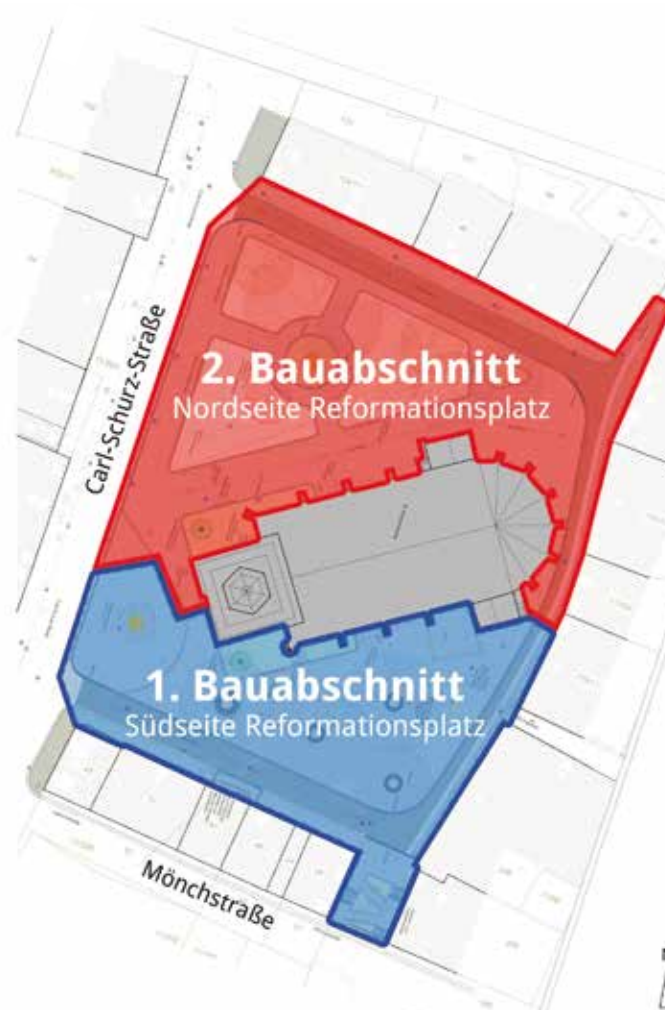 2. Bauabschnitt
Nordseite Reformationsplatz
Carl-Schurz-Straße
1. Bauabschnitt
Südseite Reformationsplatz
Mönchstraße